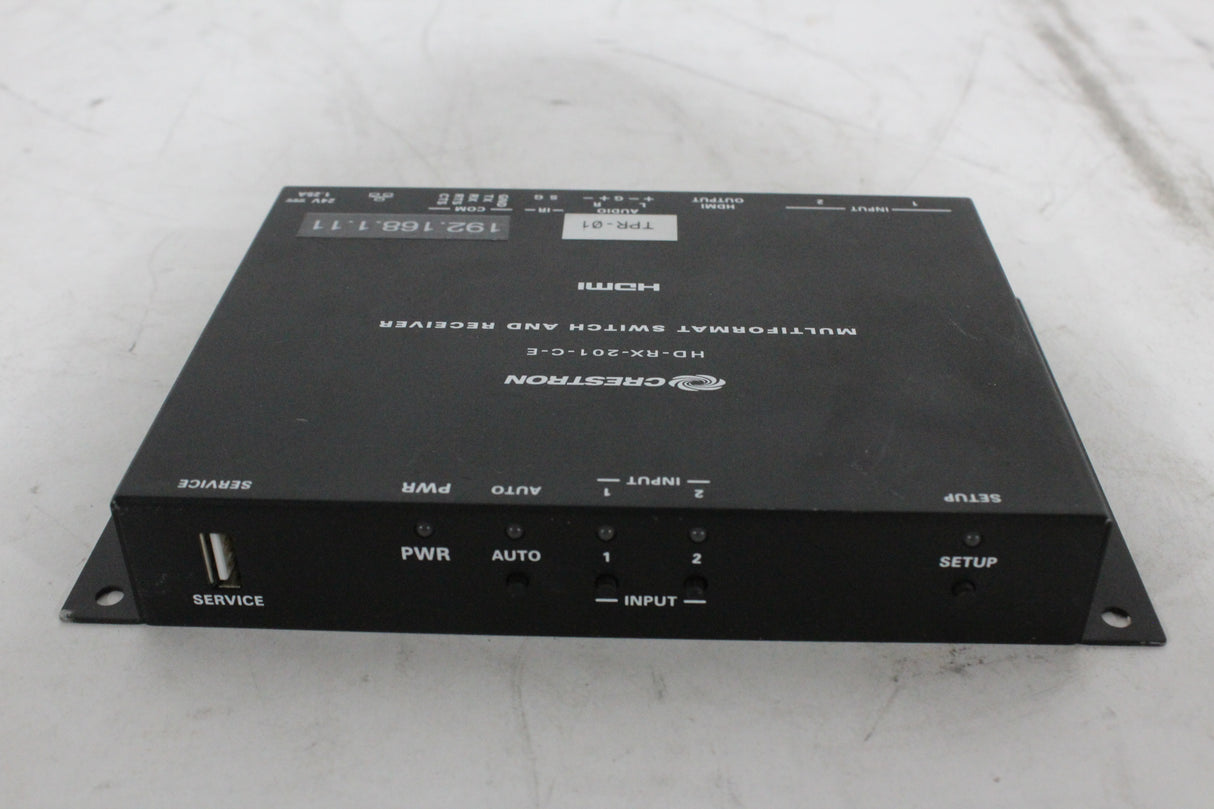 24V ⎓
1.25A
COM
GND
TX
RX
RTS
CTS
IR
S G
AUDIO
L R
+ − G + −
HDMI
OUTPUT
INPUT
1 2
192.168.1.11
TPR-Ø1
HDMI
MULTIFORMAT SWITCH AND RECEIVER
HD-RX-201-C-E
CRESTRON
SERVICE
PWR
AUTO
INPUT
1 2
SETUP
PWR
AUTO
1
2
SETUP
SERVICE
INPUT